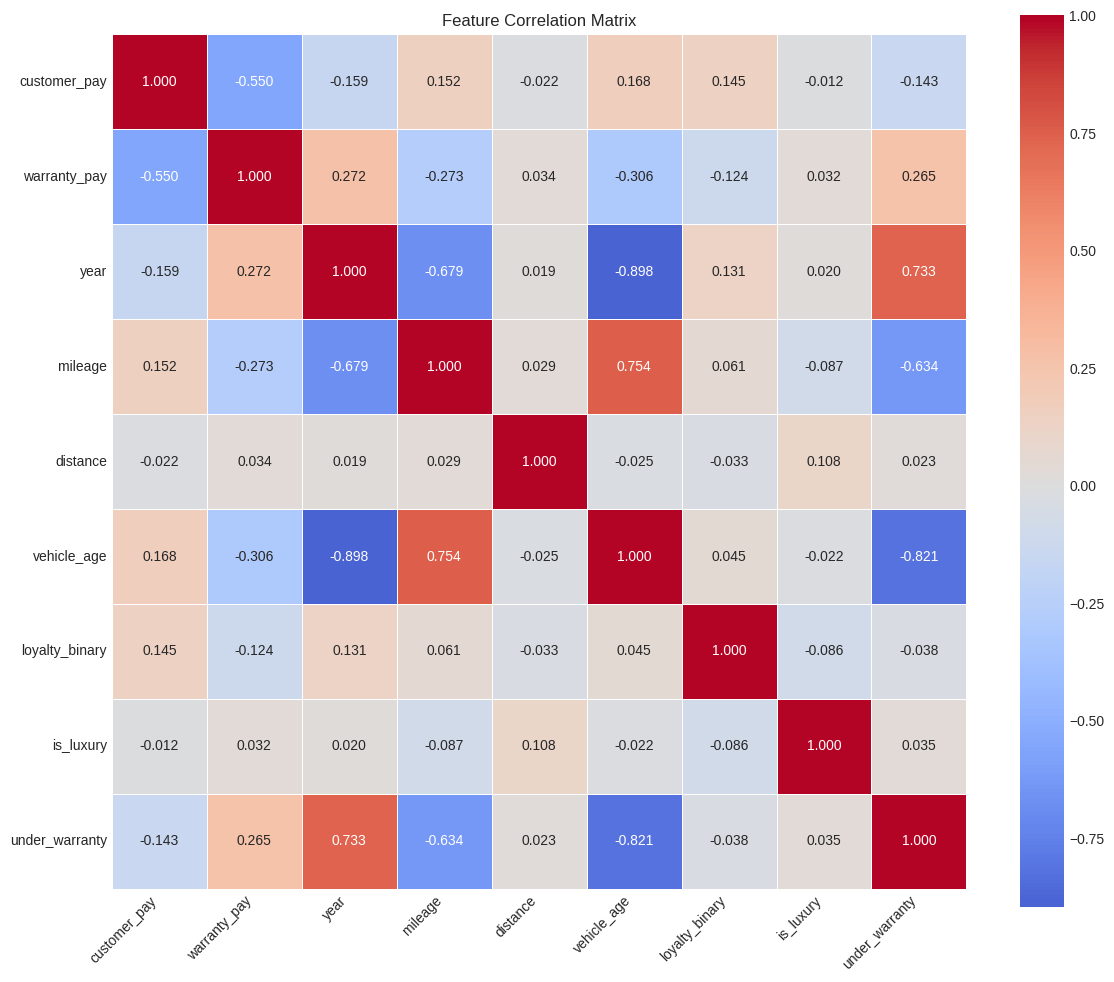 Feature Correlation Matrix
customer_pay 1.000 -0.550 -0.159 0.152 -0.022 0.168 0.145 -0.012 -0.143
warranty_pay -0.550 1.000 0.272 -0.273 0.034 -0.306 -0.124 0.032 0.265
year -0.159 0.272 1.000 -0.679 0.019 -0.898 0.131 0.020 0.733
mileage 0.152 -0.273 -0.679 1.000 0.029 0.754 0.061 -0.087 -0.634
distance -0.022 0.034 0.019 0.029 1.000 -0.025 -0.033 0.108 0.023
vehicle_age 0.168 -0.306 -0.898 0.754 -0.025 1.000 0.045 -0.022 -0.821
loyalty_binary 0.145 -0.124 0.131 0.061 -0.033 0.045 1.000 -0.086 -0.038
is_luxury -0.012 0.032 0.020 -0.087 0.108 -0.022 -0.086 1.000 0.035
under_warranty -0.143 0.265 0.733 -0.634 0.023 -0.821 -0.038 0.035 1.000
customer_pay warranty_pay year mileage distance vehicle_age loyalty_binary is_luxury under_warranty
1.00
0.75
0.50
0.25
0.00
−0.25
−0.50
−0.75